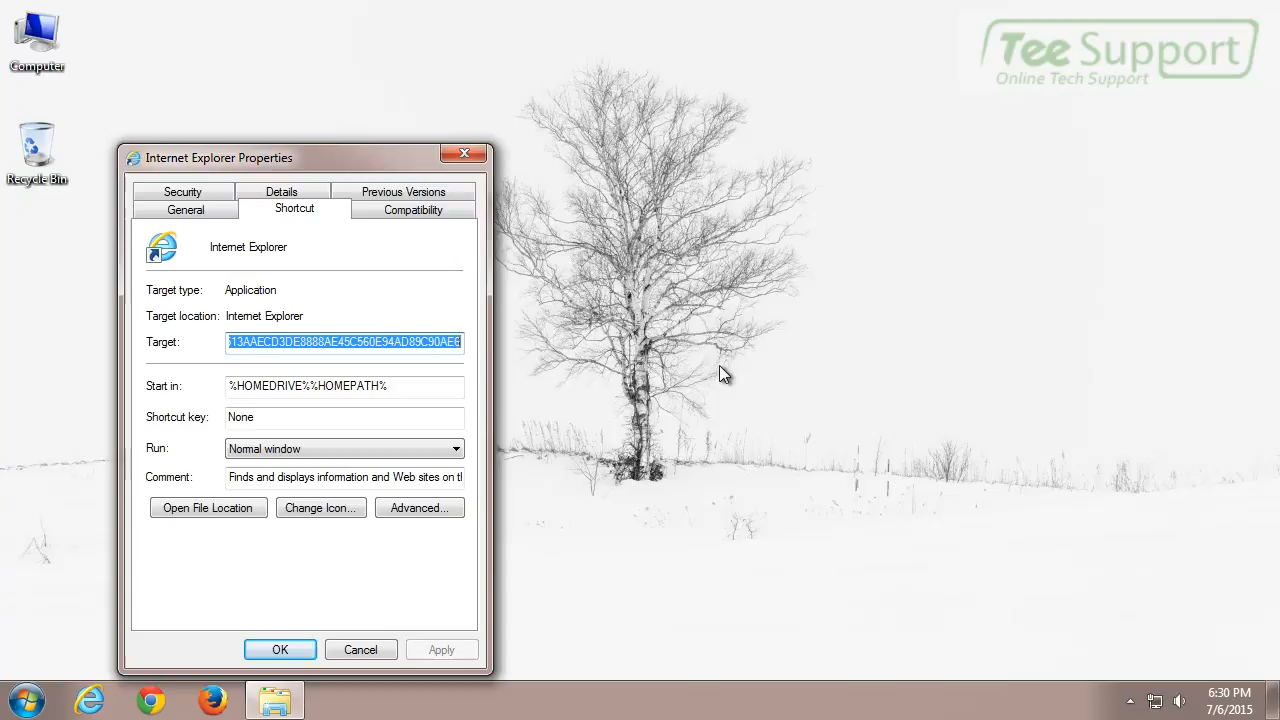 Tee Support
Online Tech Support
Computer
Recycle Bin
Internet Explorer Properties
Security
Details
Previous Versions
General
Shortcut
Compatibility
Internet Explorer
Target type:
Application
Target location:
Internet Explorer
Target:
513AAECD3DE8888AE45C560E94AD89C90AE6
Start in:
%HOMEDRIVE%%HOMEPATH%
Shortcut key:
None
Run:
Normal window
Comment:
Finds and displays information and Web sites on t
Open File Location
Change Icon...
Advanced...
OK
Cancel
Apply
6:30 PM
7/6/2015